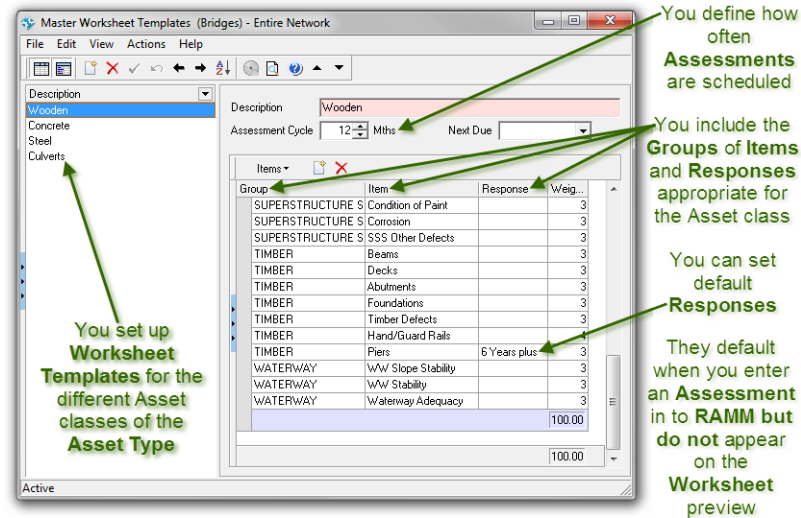 Master Worksheet Templates (Bridges) - Entire Network
File Edit View Actions Help
Description
Wooden
Concrete
Steel
Culverts
Description Wooden
Assessment Cycle 12 Mths Next Due
Items
Group Item Response Weig...
SUPERSTRUCTURE S Condition of Paint 3
SUPERSTRUCTURE S Corrosion 3
SUPERSTRUCTURE S SSS Other Defects 3
TIMBER Beams 3
TIMBER Decks 3
TIMBER Abutments 3
TIMBER Foundations 3
TIMBER Timber Defects 3
TIMBER Hand/Guard Rails 4
TIMBER Piers 6 Years plus 3
WATERWAY WW Slope Stability 3
WATERWAY WW Stability 3
WATERWAY Waterway Adequacy 3
100.00
100.00
Active
You set up
Worksheet
Templates for the
different Asset
classes of the
Asset Type
You define how
often
Assessments
are scheduled
You include the
Groups of Items
and Responses
appropriate for
the Asset class
You can set
default
Responses
They default
when you enter
an Assessment
in to RAMM but
do not appear
on the
Worksheet
preview